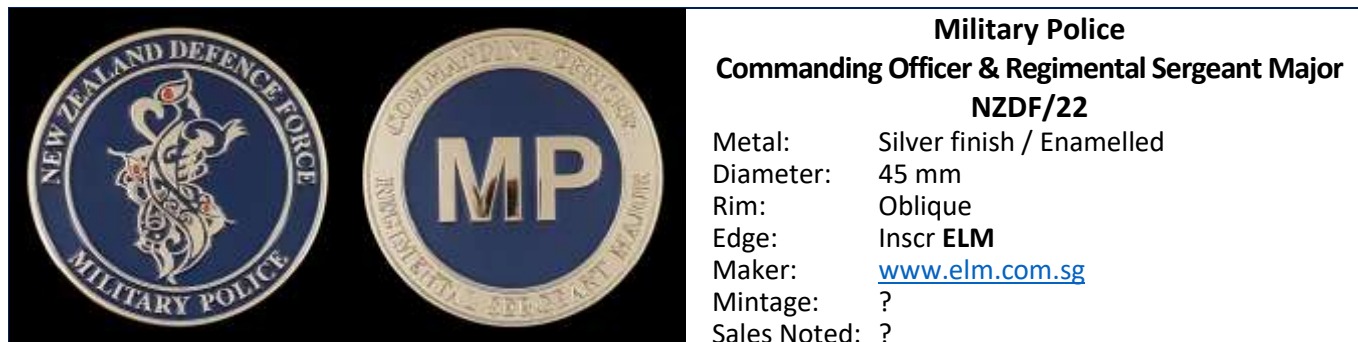 NEW ZEALAND DEFENCE FORCE
MILITARY POLICE
COMMANDING OFFICER
MP
REGIMENTAL SERGEANT MAJOR
Military Police
Commanding Officer & Regimental Sergeant Major
NZDF/22
Metal: Silver finish / Enamelled
Diameter: 45 mm
Rim: Oblique
Edge: Inscr ELM
Maker: www.elm.com.sg
Mintage: ?
Sales Noted: ?